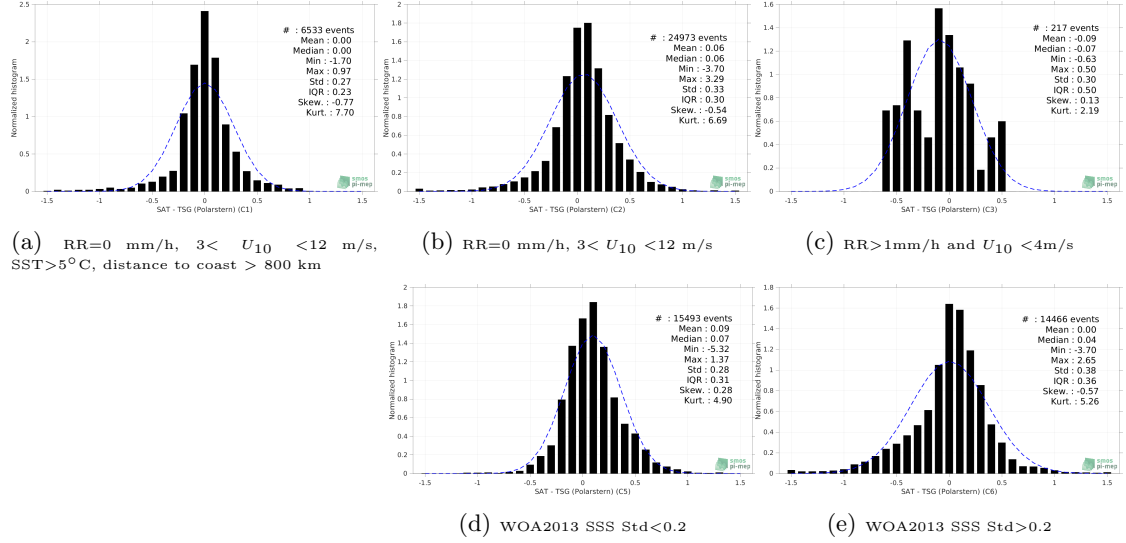 2.5
2
1.5
1
0.5
0
Normalized histogram
# : 6533 events
Mean : 0.00
Median : 0.00
Min : -1.70
Max : 0.97
Std : 0.27
IQR : 0.23
Skew. : -0.77
Kurt. : 7.70
smos
pi-mep
-1.5 -1 -0.5 0 0.5 1 1.5
SAT - TSG (Polarstern) (C1)
(a) RR=0 mm/h, 3< U10 <12 m/s,
SST>5°C, distance to coast > 800 km
2
1.8
1.6
1.4
1.2
1
0.8
0.6
0.4
0.2
0
Normalized histogram
# : 24973 events
Mean : 0.06
Median : 0.06
Min : -3.70
Max : 3.29
Std : 0.33
IQR : 0.30
Skew. : -0.54
Kurt. : 6.69
smos
pi-mep
-1.5 -1 -0.5 0 0.5 1 1.5
SAT - TSG (Polarstern) (C2)
(b) RR=0 mm/h, 3< U10 <12 m/s
1.6
1.4
1.2
1
0.8
0.6
0.4
0.2
0
Normalized histogram
# : 217 events
Mean : -0.09
Median : -0.07
Min : -0.63
Max : 0.50
Std : 0.30
IQR : 0.50
Skew. : 0.13
Kurt. : 2.19
smos
pi-mep
-1.5 -1 -0.5 0 0.5 1 1.5
SAT - TSG (Polarstern) (C3)
(c) RR>1mm/h and U10 <4m/s
2
1.8
1.6
1.4
1.2
1
0.8
0.6
0.4
0.2
0
Normalized histogram
# : 15493 events
Mean : 0.09
Median : 0.07
Min : -5.32
Max : 1.37
Std : 0.28
IQR : 0.31
Skew. : 0.28
Kurt. : 4.90
smos
pi-mep
-1.5 -1 -0.5 0 0.5 1 1.5
SAT - TSG (Polarstern) (C5)
(d) WOA2013 SSS Std<0.2
1.8
1.6
1.4
1.2
1
0.8
0.6
0.4
0.2
0
Normalized histogram
# : 14466 events
Mean : 0.00
Median : 0.04
Min : -3.70
Max : 2.65
Std : 0.38
IQR : 0.36
Skew. : -0.57
Kurt. : 5.26
smos
pi-mep
-1.5 -1 -0.5 0 0.5 1 1.5
SAT - TSG (Polarstern) (C6)
(e) WOA2013 SSS Std>0.2